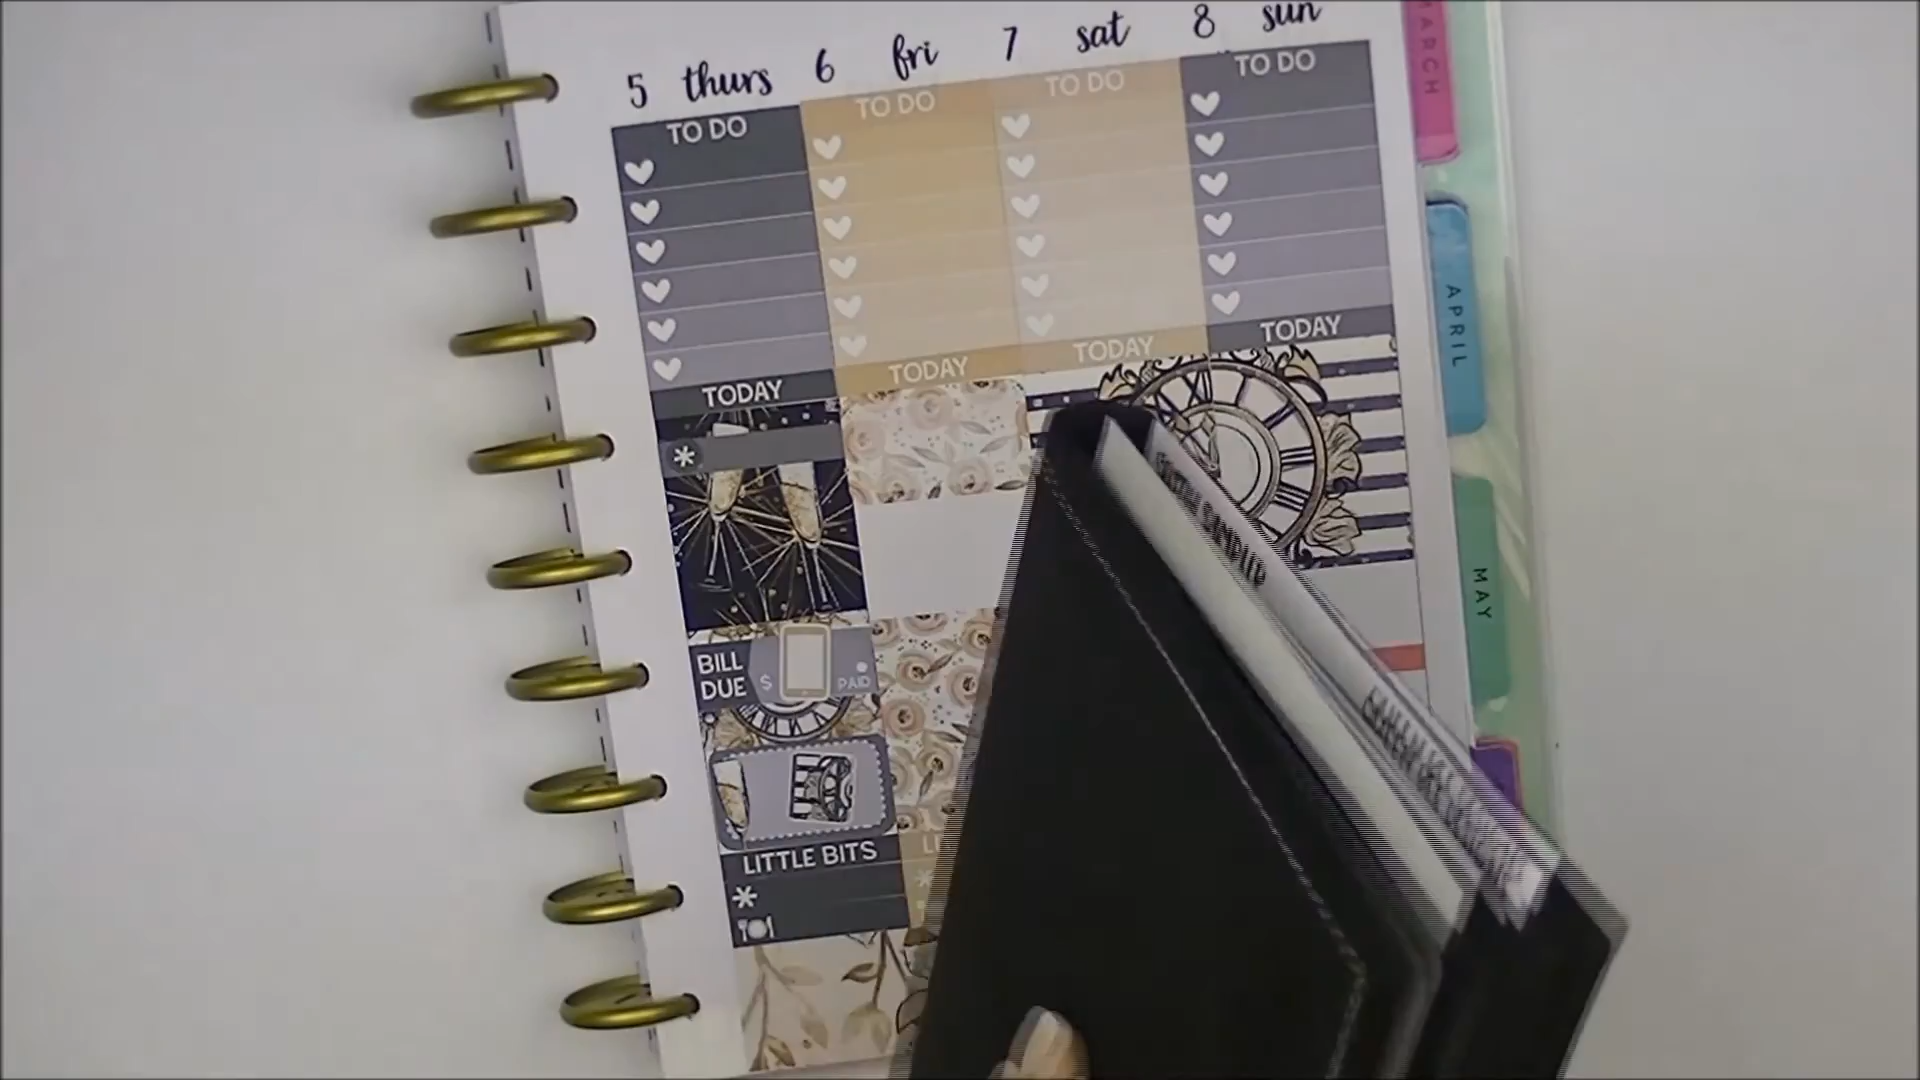 5 thurs 6 fri 7 sat 8 sun
TO DO TO DO TO DO TO DO
TODAY TODAY TODAY TODAY
BILL
DUE $ PAID
LITTLE BITS LI
MARCH
APRIL
MAY